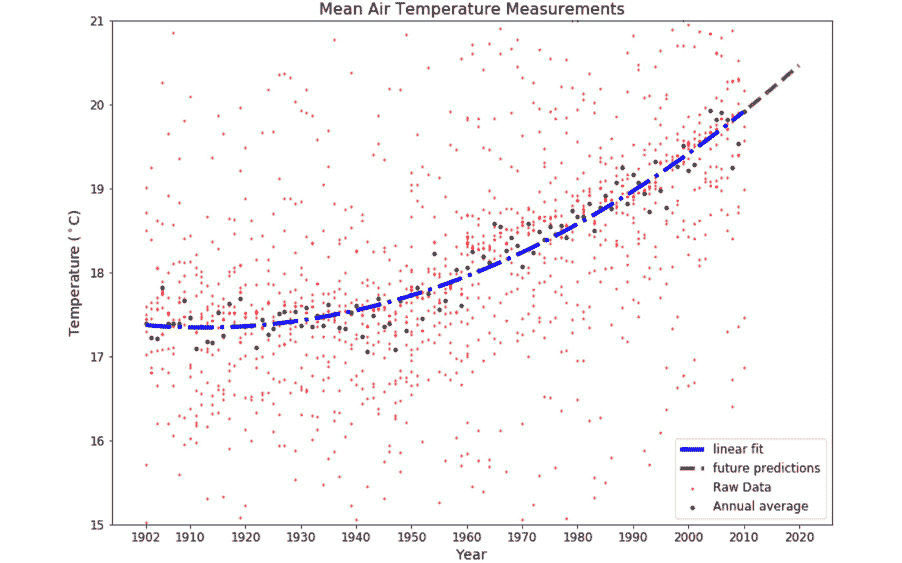 Mean Air Temperature Measurements
21
20
19
18
17
16
15
Temperature (°C)
linear fit
future predictions
Raw Data
Annual average
1902 1910 1920 1930 1940 1950 1960 1970 1980 1990 2000 2010 2020
Year